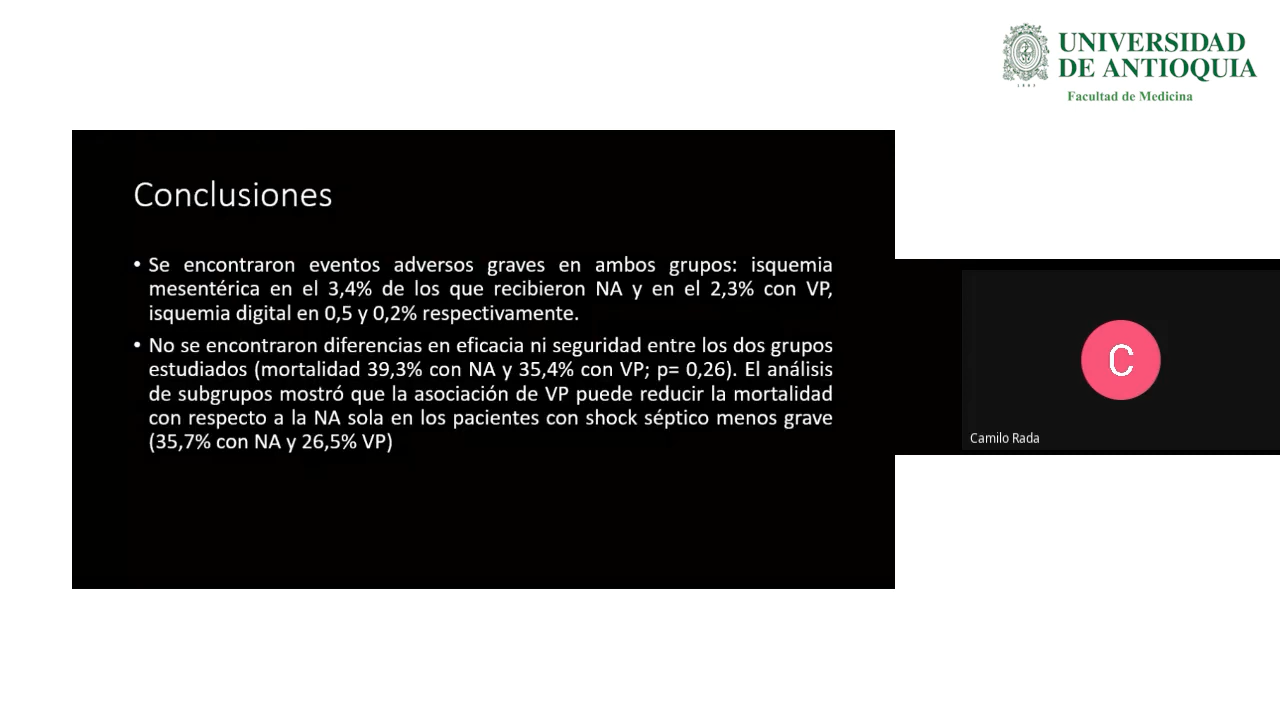 UNIVERSIDAD
DE ANTIOQUIA
1803
Facultad de Medicina
Conclusiones
• Se encontraron eventos adversos graves en ambos grupos: isquemia
mesentérica en el 3,4% de los que recibieron NA y en el 2,3% con VP,
isquemia digital en 0,5 y 0,2% respectivamente.
• No se encontraron diferencias en eficacia ni seguridad entre los dos grupos
estudiados (mortalidad 39,3% con NA y 35,4% con VP; p= 0,26). El análisis
de subgrupos mostró que la asociación de VP puede reducir la mortalidad
con respecto a la NA sola en los pacientes con shock séptico menos grave
(35,7% con NA y 26,5% VP)
C
Camilo Rada